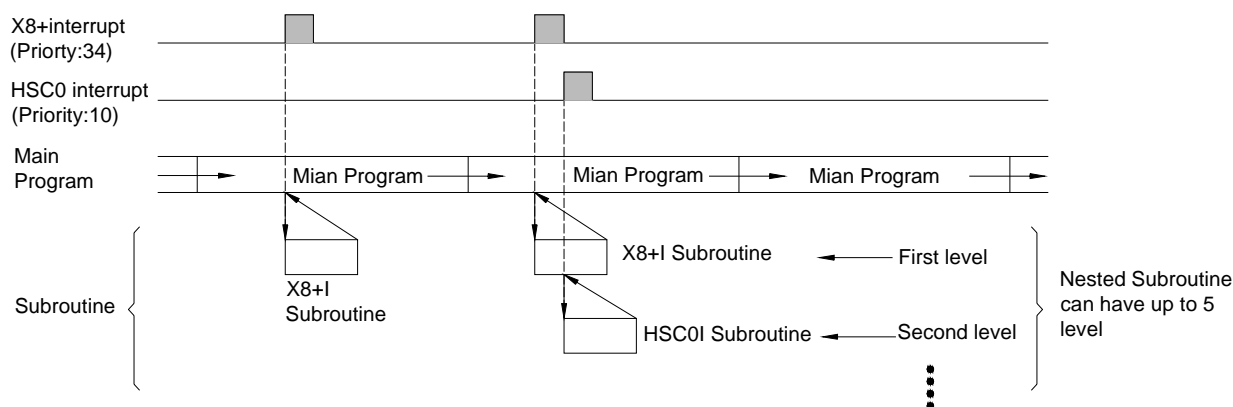 X8+interrupt
(Priorty:34)
HSC0 interrupt
(Priority:10)
Main
Program
Mian Program
Mian Program
Mian Program
X8+I Subroutine
First level
X8+I
Subroutine
Subroutine
HSC0I Subroutine
Second level
Nested Subroutine
can have up to 5
level